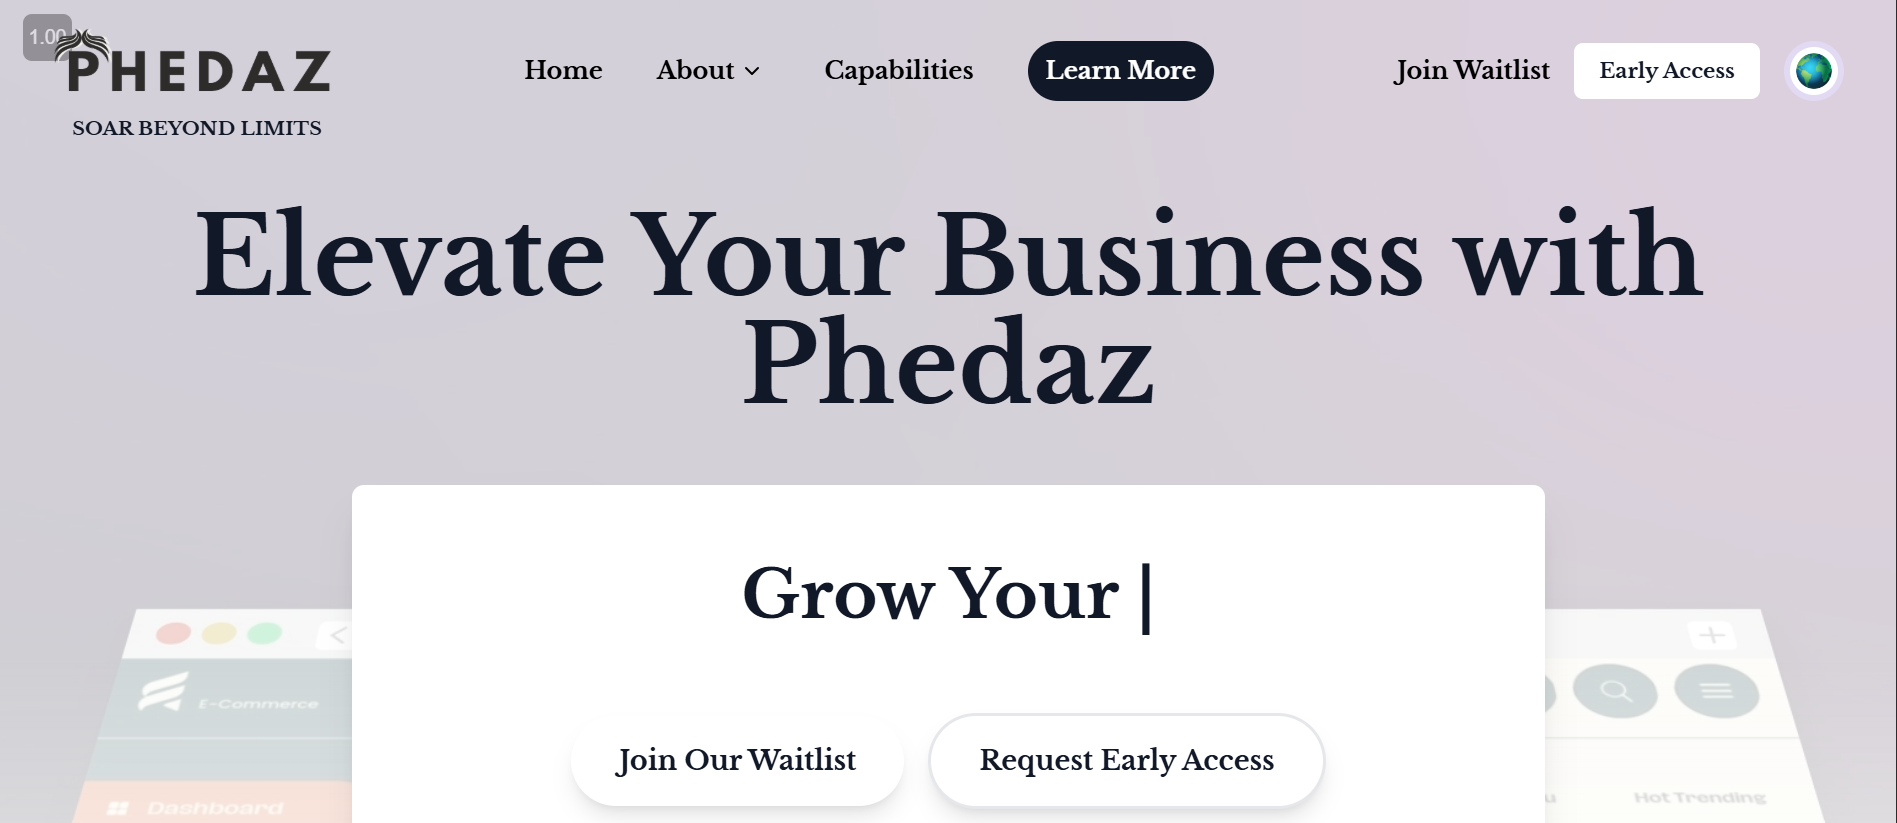 1.00
PHEDAZ
SOAR BEYOND LIMITS
Home
About
Capabilities
Learn More
Join Waitlist
Early Access
Elevate Your Business with
Phedaz
Grow Your |
Join Our Waitlist
Request Early Access
E-Commerce
Dashboard
Hot Trending